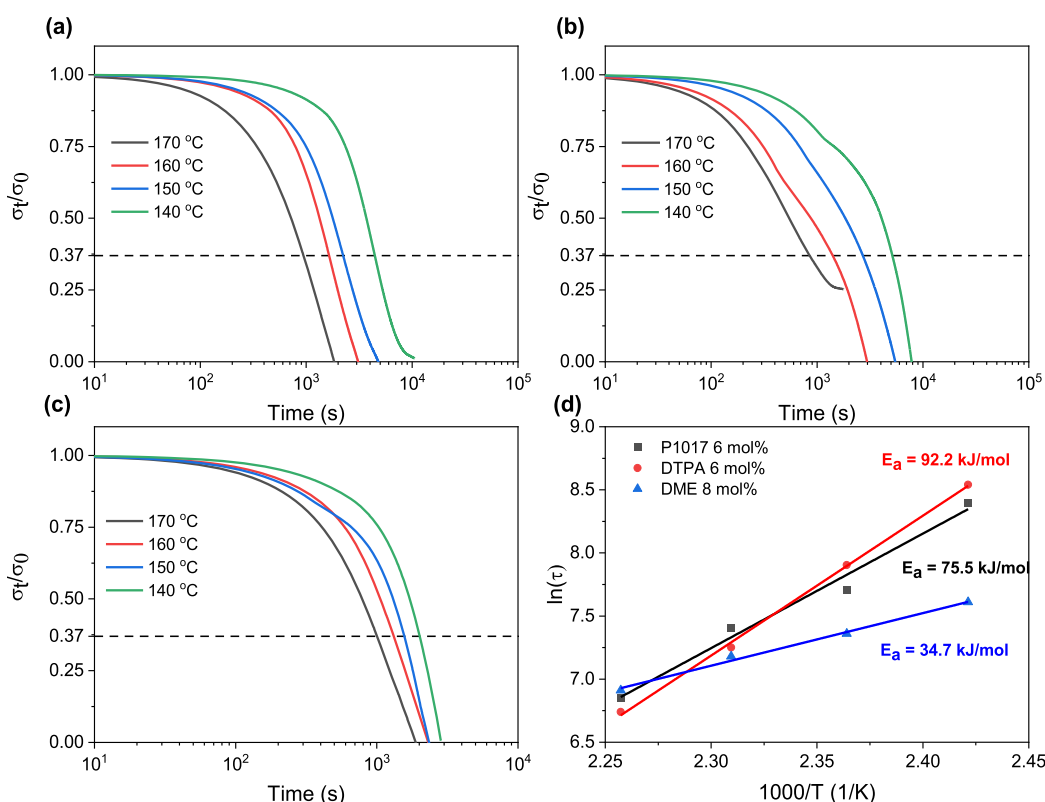 (a)
1.00
0.75
0.50
0.37
0.25
0.00
σt/σ0
170 °C
160 °C
150 °C
140 °C
10^1 10^2 10^3 10^4 10^5
Time (s)
(b)
1.00
0.75
0.50
0.37
0.25
0.00
σt/σ0
170 °C
160 °C
150 °C
140 °C
10^1 10^2 10^3 10^4 10^5
Time (s)
(c)
1.00
0.75
0.50
0.37
0.25
0.00
σt/σ0
170 °C
160 °C
150 °C
140 °C
10^1 10^2 10^3 10^4
Time (s)
(d)
9.0
8.5
8.0
7.5
7.0
6.5
ln(τ)
P1017 6 mol%
DTPA 6 mol%
DME 8 mol%
Ea = 92.2 kJ/mol
Ea = 75.5 kJ/mol
Ea = 34.7 kJ/mol
2.25 2.30 2.35 2.40 2.45
1000/T (1/K)